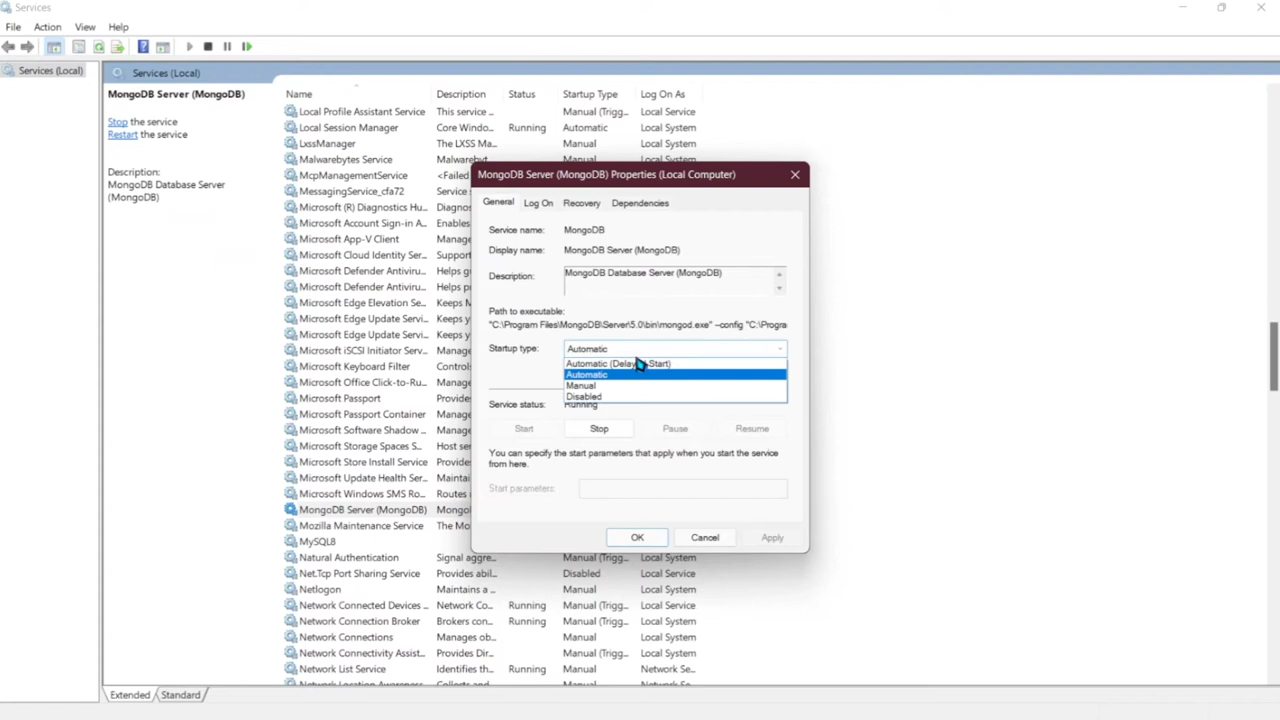 Services
File Action View Help
Services (Local)
Services (Local)
MongoDB Server (MongoDB)
Stop the service
Restart the service
Description:
MongoDB Database Server
(MongoDB)
Name Description Status Startup Type Log On As
Local Profile Assistant Service This service ... Manual (Trigg... Local Service
Local Session Manager Core Windo... Running Automatic Local System
LxssManager The LXSS Ma... Manual Local System
Malwarebytes Service Malwarebyt... Manual Local System
McpManagementService <Failed
MessagingService_cfa72 Service
Microsoft (R) Diagnostics Hu... Enables
Microsoft Account Sign-in A... Enables
Microsoft App-V Client Manage
Microsoft Cloud Identity Ser... Support
Microsoft Defender Antiviru... Helps g
Microsoft Defender Antiviru... Helps p
Microsoft Edge Elevation Se... Keeps M
Microsoft Edge Update Servi... Keeps y
Microsoft Edge Update Servi... Keeps y
Microsoft iSCSI Initiator Serv... Manage
Microsoft Keyboard Filter Control
Microsoft Office Click-to-Ru... Manage
Microsoft Passport Provides
Microsoft Passport Container Manage
Microsoft Software Shadow ... Manage
Microsoft Storage Spaces S... Host se
Microsoft Store Install Service Provide
Microsoft Update Health Ser... Maintai
Microsoft Windows SMS Ro... Routes
MongoDB Server (MongoDB) Mongo
Mozilla Maintenance Service The Mo
MySQL8
Natural Authentication Signal aggre... Manual (Trigg... Local System
Net.Tcp Port Sharing Service Provides abil... Disabled Local Service
Netlogon Maintains a ... Manual Local System
Network Connected Devices ... Network Co... Running Manual (Trigg... Local Service
Network Connection Broker Brokers con... Running Manual (Trigg... Local System
Network Connections Manages ob... Manual Local System
Network Connectivity Assist... Provides Dir... Manual (Trigg... Local System
Network List Service Identifies th... Running Manual Network Se...
MongoDB Server (MongoDB) Properties (Local Computer)
General Log On Recovery Dependencies
Service name: MongoDB
Display name: MongoDB Server (MongoDB)
Description: MongoDB Database Server (MongoDB)
Path to executable:
"C:\Program Files\MongoDB\Server\5.0\bin\mongod.exe" --config "C:\Progra
Startup type: Automatic
Automatic (Delayed Start)
Automatic
Manual
Disabled
Service status: Running
Start Stop Pause Resume
You can specify the start parameters that apply when you start the service
from here.
Start parameters:
OK Cancel Apply
Extended Standard